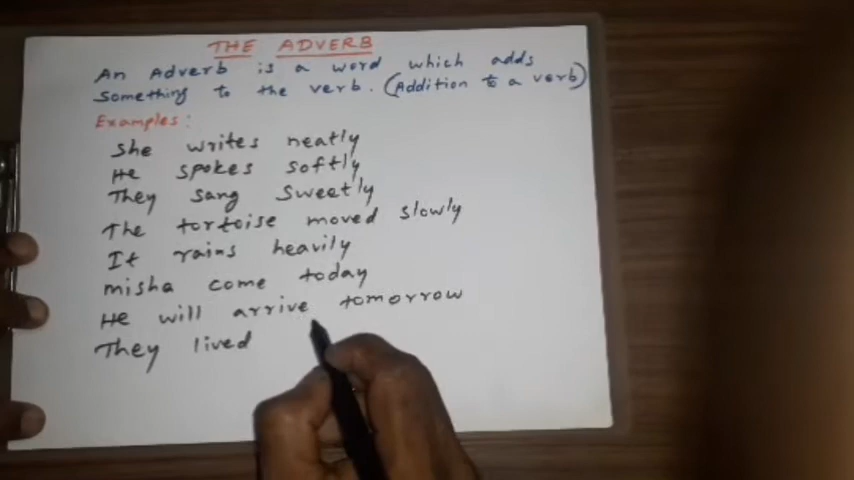 THE ADVERB
An Adverb is a word which adds
something to the verb. (Addition to a verb)
Examples:
She writes neatly
He spokes softly
They sang sweetly
The tortoise moved slowly
It rains heavily
misha come today
He will arrive tomorrow
They lived